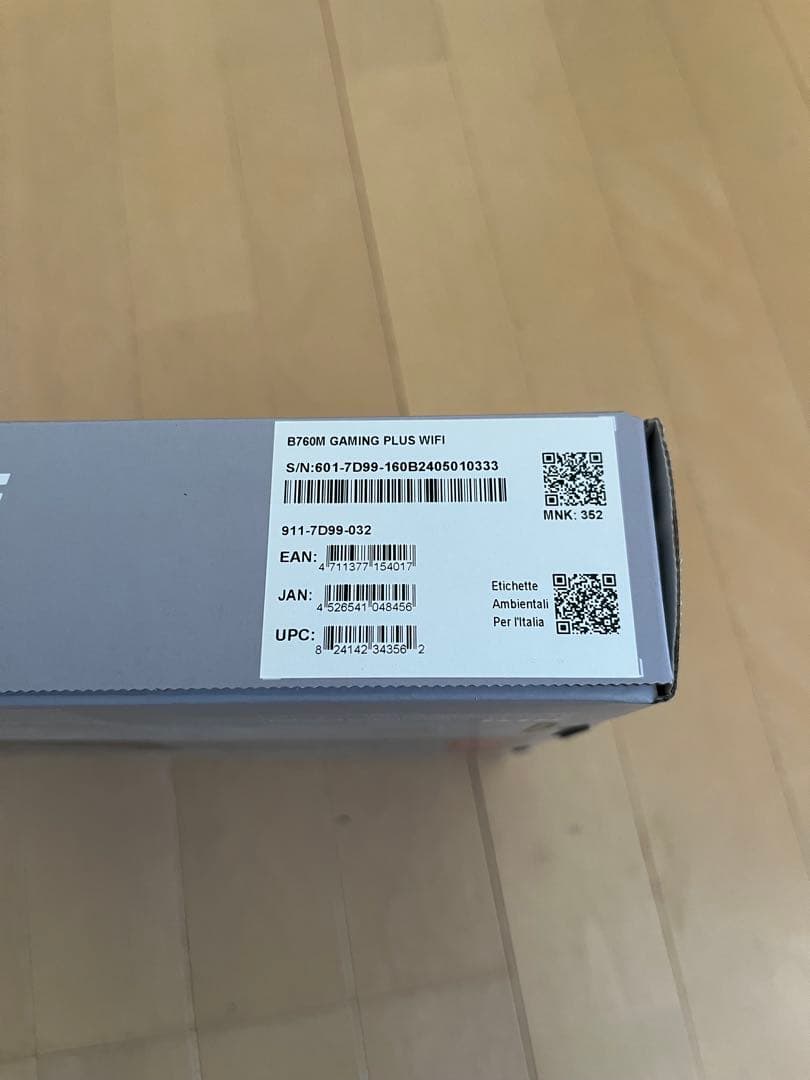 B760M GAMING PLUS WIFI
S/N:601-7D99-160B2405010333
MNK: 352
911-7D99-032
EAN: 4 711377 154017
JAN: 4 526541 048456
UPC: 8 24142 34356 2
Etichette
Ambientali
Per l'Italia